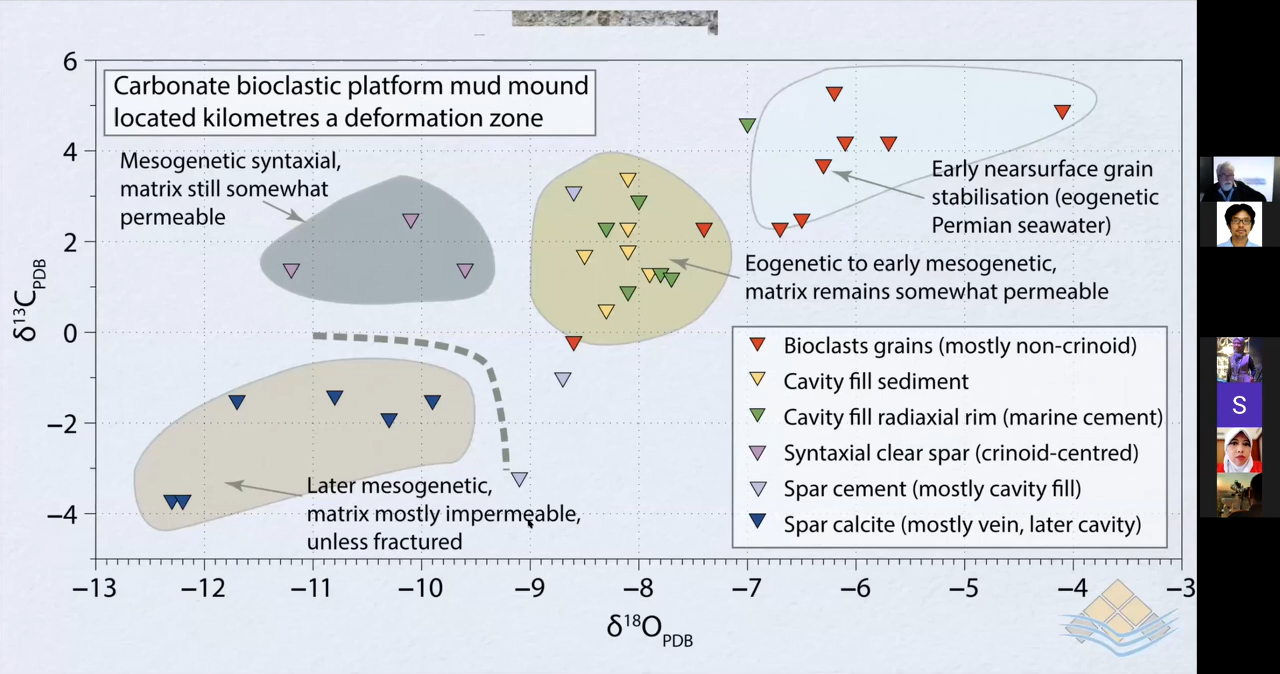 Carbonate bioclastic platform mud mound
located kilometres a deformation zone
Mesogenetic syntaxial,
matrix still somewhat
permeable
Early nearsurface grain
stabilisation (eogenetic
Permian seawater)
Eogenetic to early mesogenetic,
matrix remains somewhat permeable
Later mesogenetic,
matrix mostly impermeable,
unless fractured
Bioclasts grains (mostly non-crinoid)
Cavity fill sediment
Cavity fill radiaxial rim (marine cement)
Syntaxial clear spar (crinoid-centred)
Spar cement (mostly cavity fill)
Spar calcite (mostly vein, later cavity)
δ¹³C PDB
6
4
2
0
−2
−4
−13 −12 −11 −10 −9 −8 −7 −6 −5 −4 −3
δ¹⁸O PDB
S